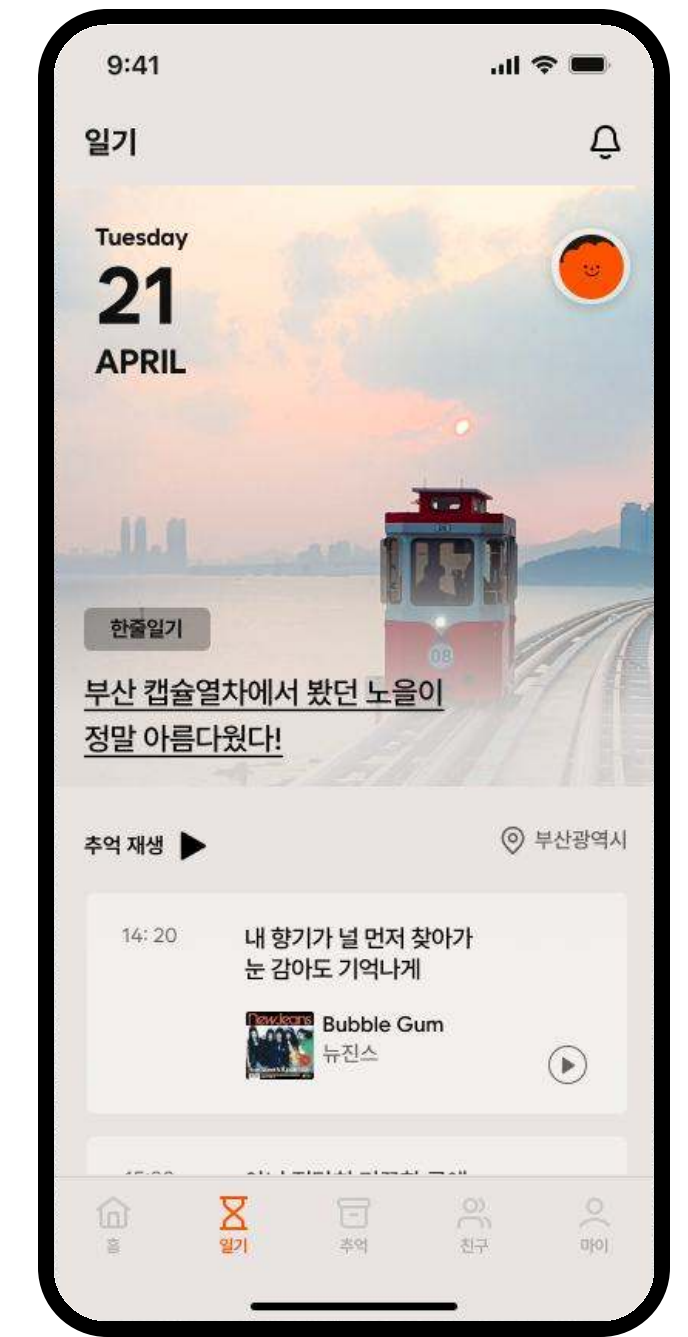 9:41
일기
Tuesday
21
APRIL
08
한줄일기
부산 캡슐열차에서 봤던 노을이
정말 아름다웠다!
추억 재생
부산광역시
14: 20
내 향기가 널 먼저 찾아가
눈 감아도 기억나게
NewJeans
Bubble Gum
뉴진스
홈
일기
추억
친구
마이